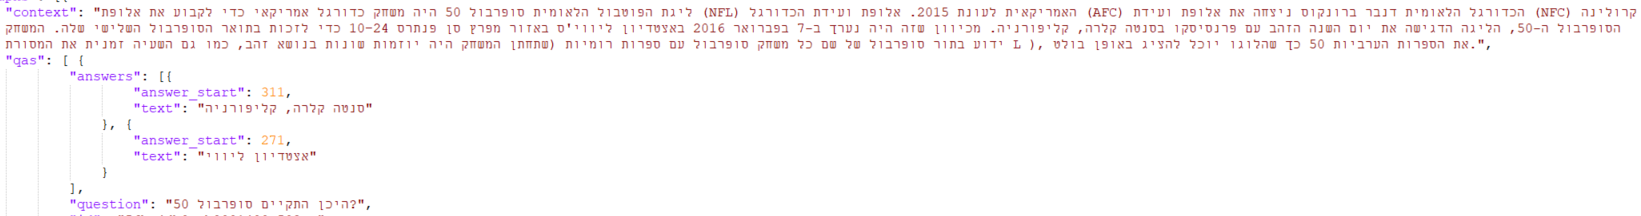 "context": "ליגת הפוטבול הלאומית סופרבול 50 היה משחק כדורגל אמריקאי כדי לקבוע את אלופת (NFL) אלופת ועידת הכדורגל .2015 האמריקאית לעונת (AFC) הכדורגל הלאומית דנבר ברונקוס ניצחה את אלופת ועידת (NFC) קרולינה
הסופרבול ה-50, הליגה הדגישה את יום השנה הזהב עם פרנסיסקו בסנטה קלרה, קליפורניה. מכיוון שזה היה נערך ב-7 בפברואר 2016 באצטדיון ליווי'ס באזור מפרץ סן פנתרס 10-24 כדי לזכות בתואר הסופרבול השלישי שלה. המשחק
ידוע בתור סופרבול של שם כל משחק סופרבול עם ספרות רומיות (שתחתן המשחק היה יוזמות שונות בנושא זהב, כמו גם השעיה זמנית את המסורת L ), את הספרות הערביות 50 כך שהלוגו יוכל להציג באופן בולט.",
"qas": [ {
"answers": [{
"answer_start": 311,
"text": "סנטה קלרה, קליפורניה"
}, {
"answer_start": 271,
"text": "אצטדיון ליווי"
}
],
"question": "היכן התקיים סופרבול 50?",